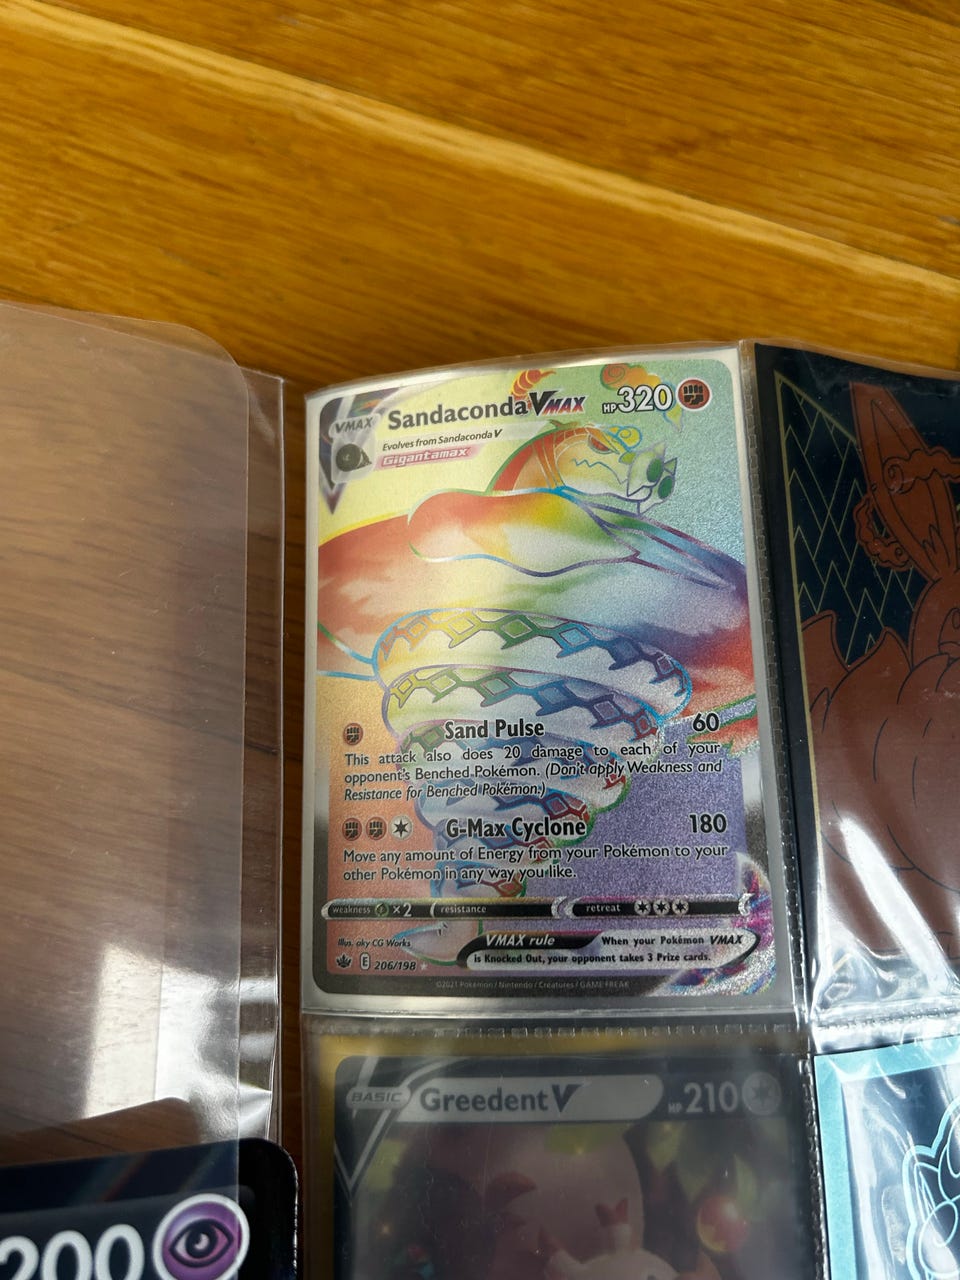 VMAX
Sandaconda VMAX HP 320
Evolves from Sandaconda V
Gigantamax
Sand Pulse 60
This attack also does 20 damage to each of your
opponent's Benched Pokémon. (Don't apply Weakness and
Resistance for Benched Pokémon.)
G-Max Cyclone 180
Move any amount of Energy from your Pokémon to your
other Pokémon in any way you like.
weakness ×2 resistance retreat
Illus. aky CG Works
E 206/198
VMAX rule When your Pokémon VMAX
is Knocked Out, your opponent takes 3 Prize cards.
©2021 Pokémon / Nintendo / Creatures / GAME FREAK
BASIC Greedent V HP 210
200